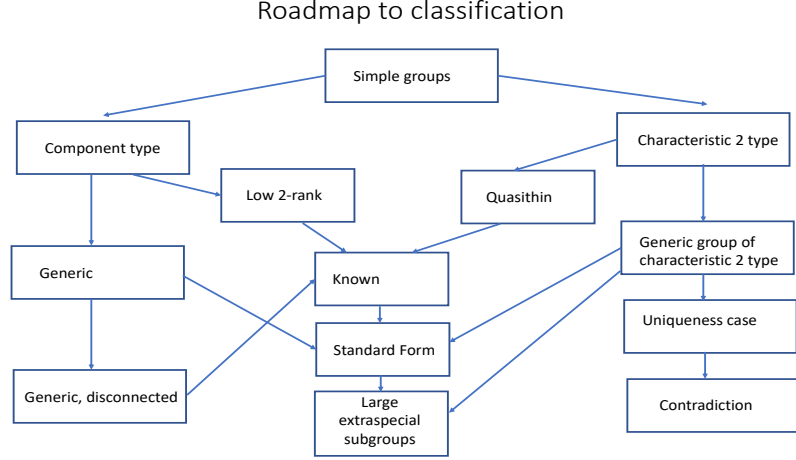 Roadmap to classification
Simple groups
Component type
Characteristic 2 type
Low 2-rank
Quasithin
Generic
Known
Generic group of
characteristic 2 type
Uniqueness case
Standard Form
Generic, disconnected
Large
extraspecial
subgroups
Contradiction